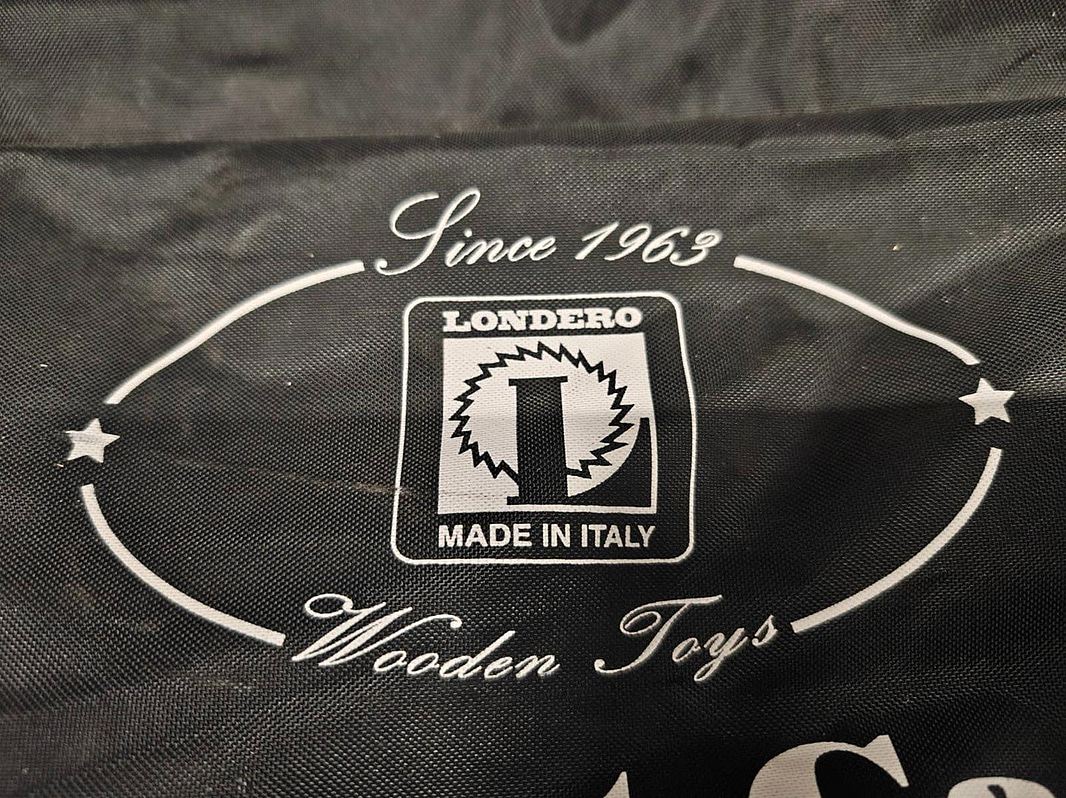 Since 1963
LONDERO
L
MADE IN ITALY
Wooden Toys